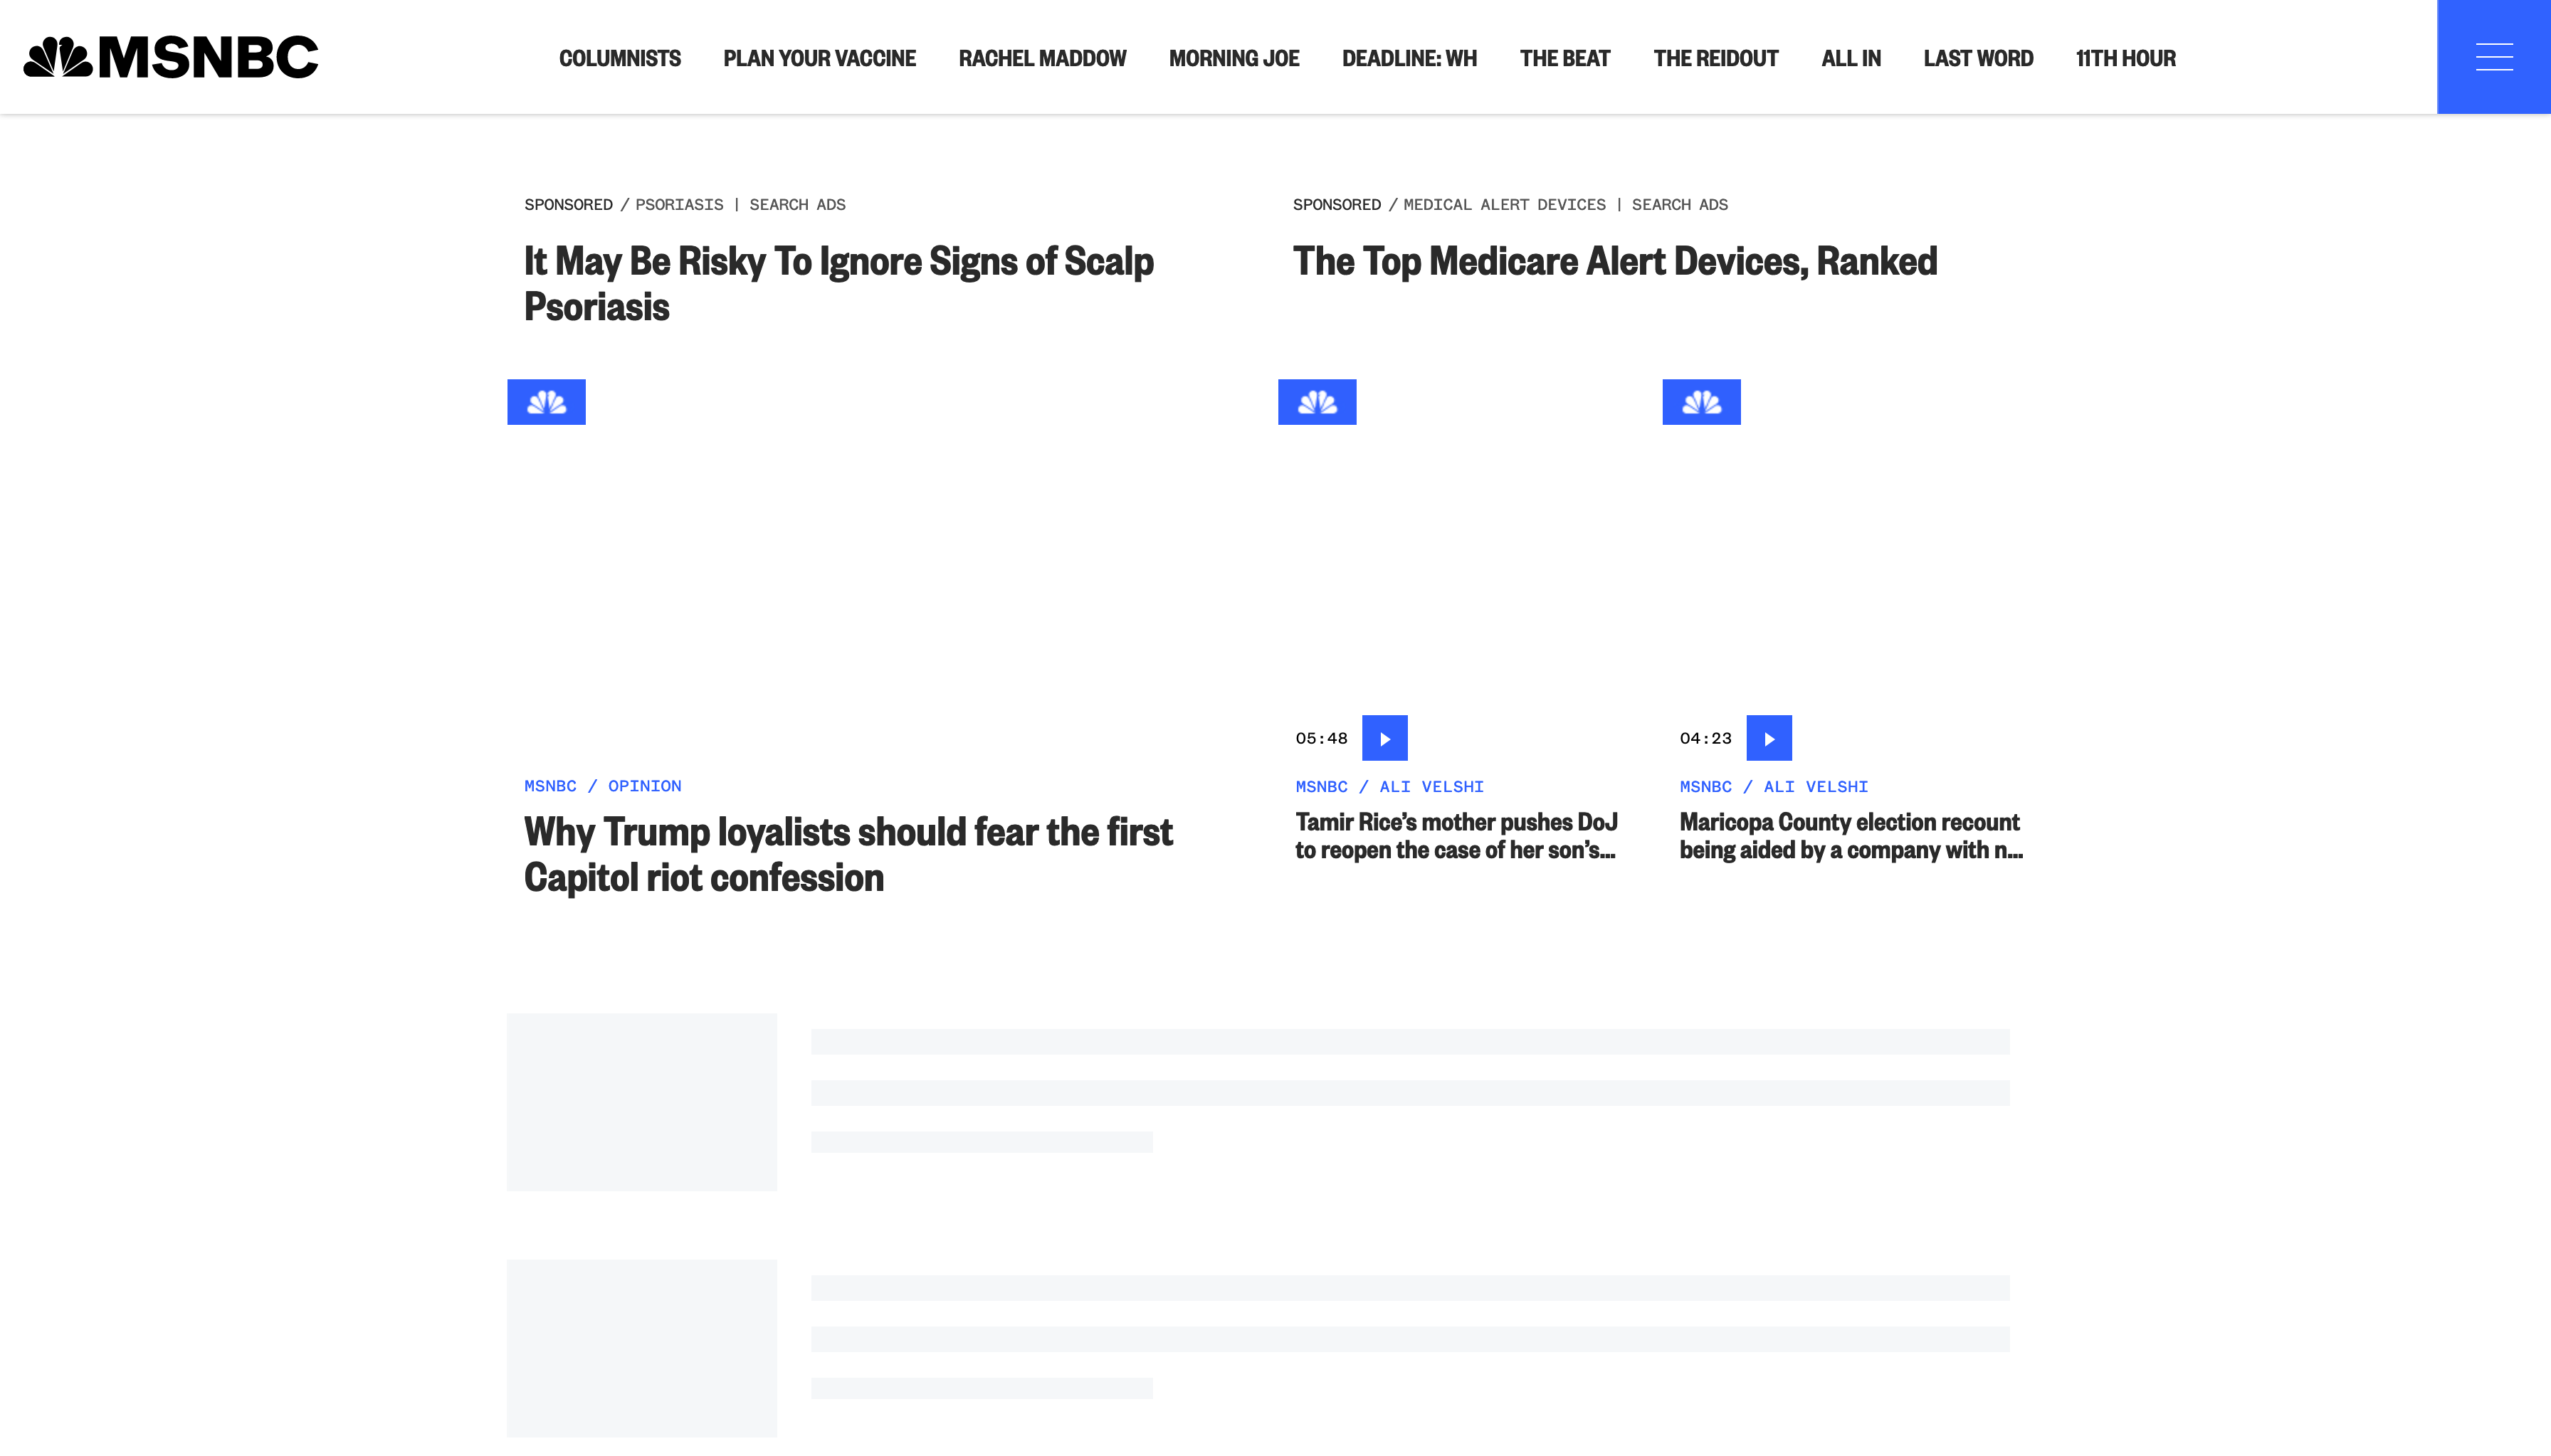 MSNBC
COLUMNISTS
PLAN YOUR VACCINE
RACHEL MADDOW
MORNING JOE
DEADLINE: WH
THE BEAT
THE REIDOUT
ALL IN
LAST WORD
11TH HOUR
SPONSORED / PSORIASIS | SEARCH ADS
It May Be Risky To Ignore Signs of Scalp
Psoriasis
SPONSORED / MEDICAL ALERT DEVICES | SEARCH ADS
The Top Medicare Alert Devices, Ranked
MSNBC / OPINION
Why Trump loyalists should fear the first
Capitol riot confession
05:48
MSNBC / ALI VELSHI
Tamir Rice’s mother pushes DoJ
to reopen the case of her son’s...
04:23
MSNBC / ALI VELSHI
Maricopa County election recount
being aided by a company with n...